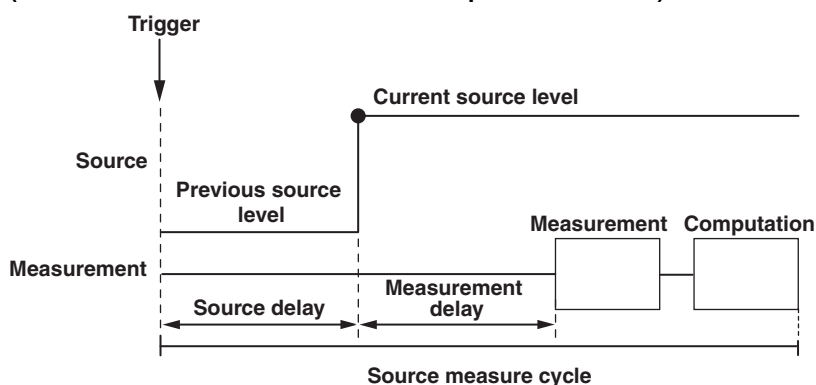 Trigger
Current source level
Source
Previous source
level
Measurement Computation
Measurement
Measurement
delay
Source delay
Source measure cycle